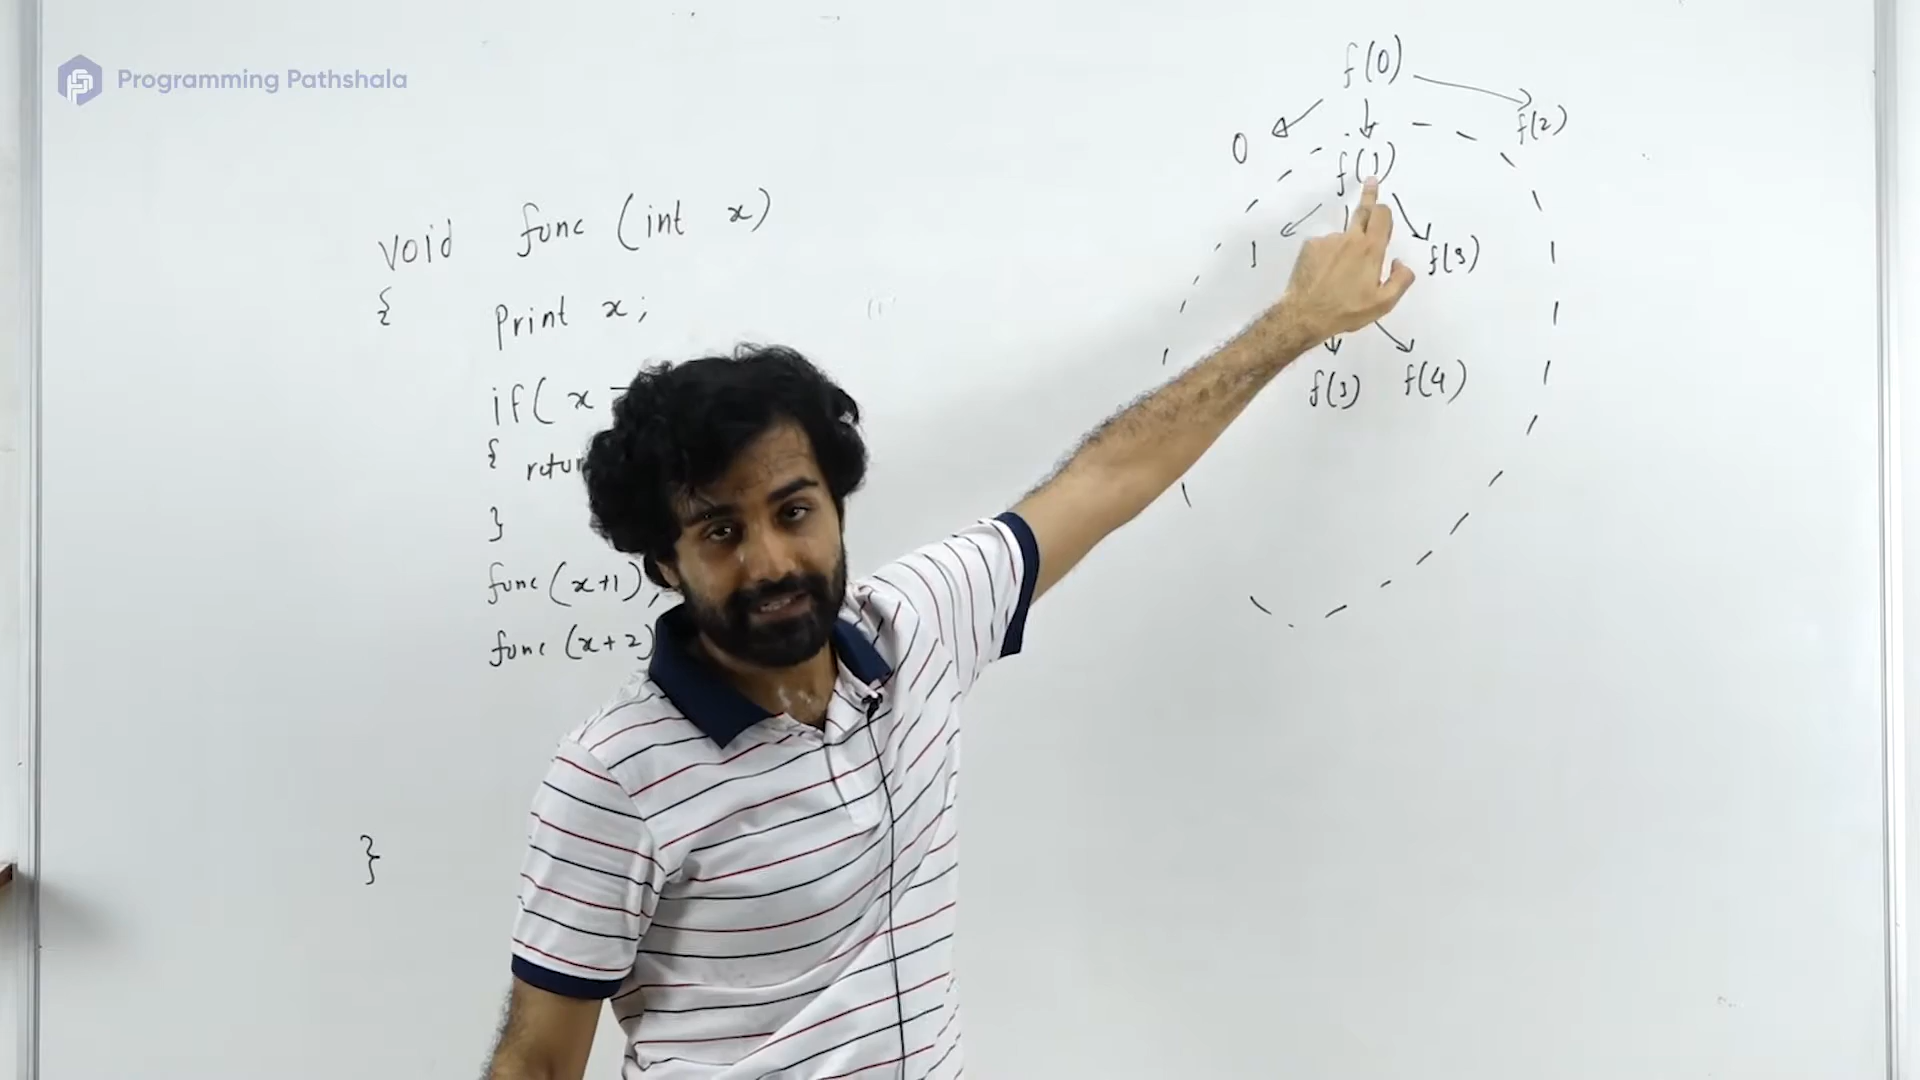 Programming Pathshala
void func (int x)
{
Print x;
if( x
{ retur
}
func (x+1),
func (x+2)
}
f(0)
0
f(2)
f(1)
1
f(3)
f(3) f(4)